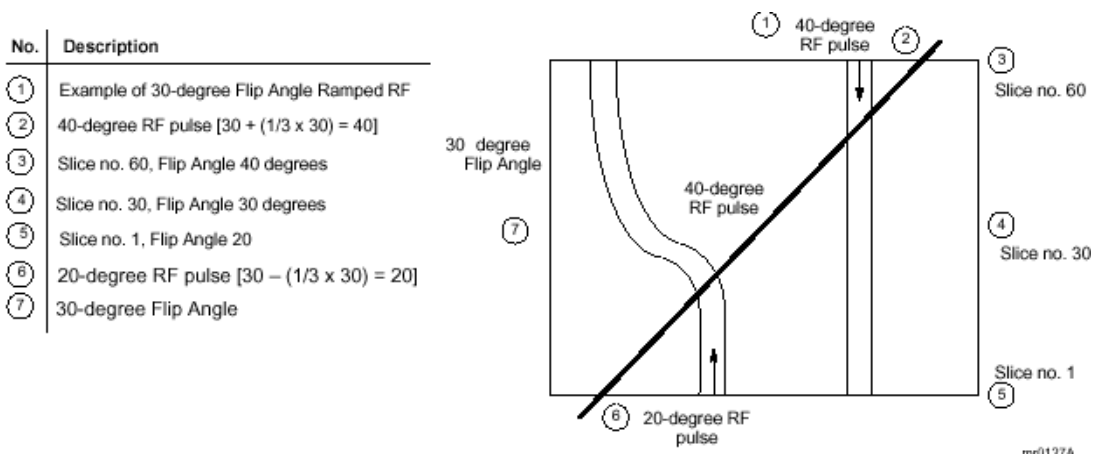 No. Description
1 Example of 30-degree Flip Angle Ramped RF
2 40-degree RF pulse [30 + (1/3 x 30) = 40]
3 Slice no. 60, Flip Angle 40 degrees
4 Slice no. 30, Flip Angle 30 degrees
5 Slice no. 1, Flip Angle 20
6 20-degree RF pulse [30 – (1/3 x 30) = 20]
7 30-degree Flip Angle
1 40-degree
RF pulse
2
3
Slice no. 60
30 degree
Flip Angle
40-degree
RF pulse
7
4
Slice no. 30
Slice no. 1
5
6 20-degree RF
pulse